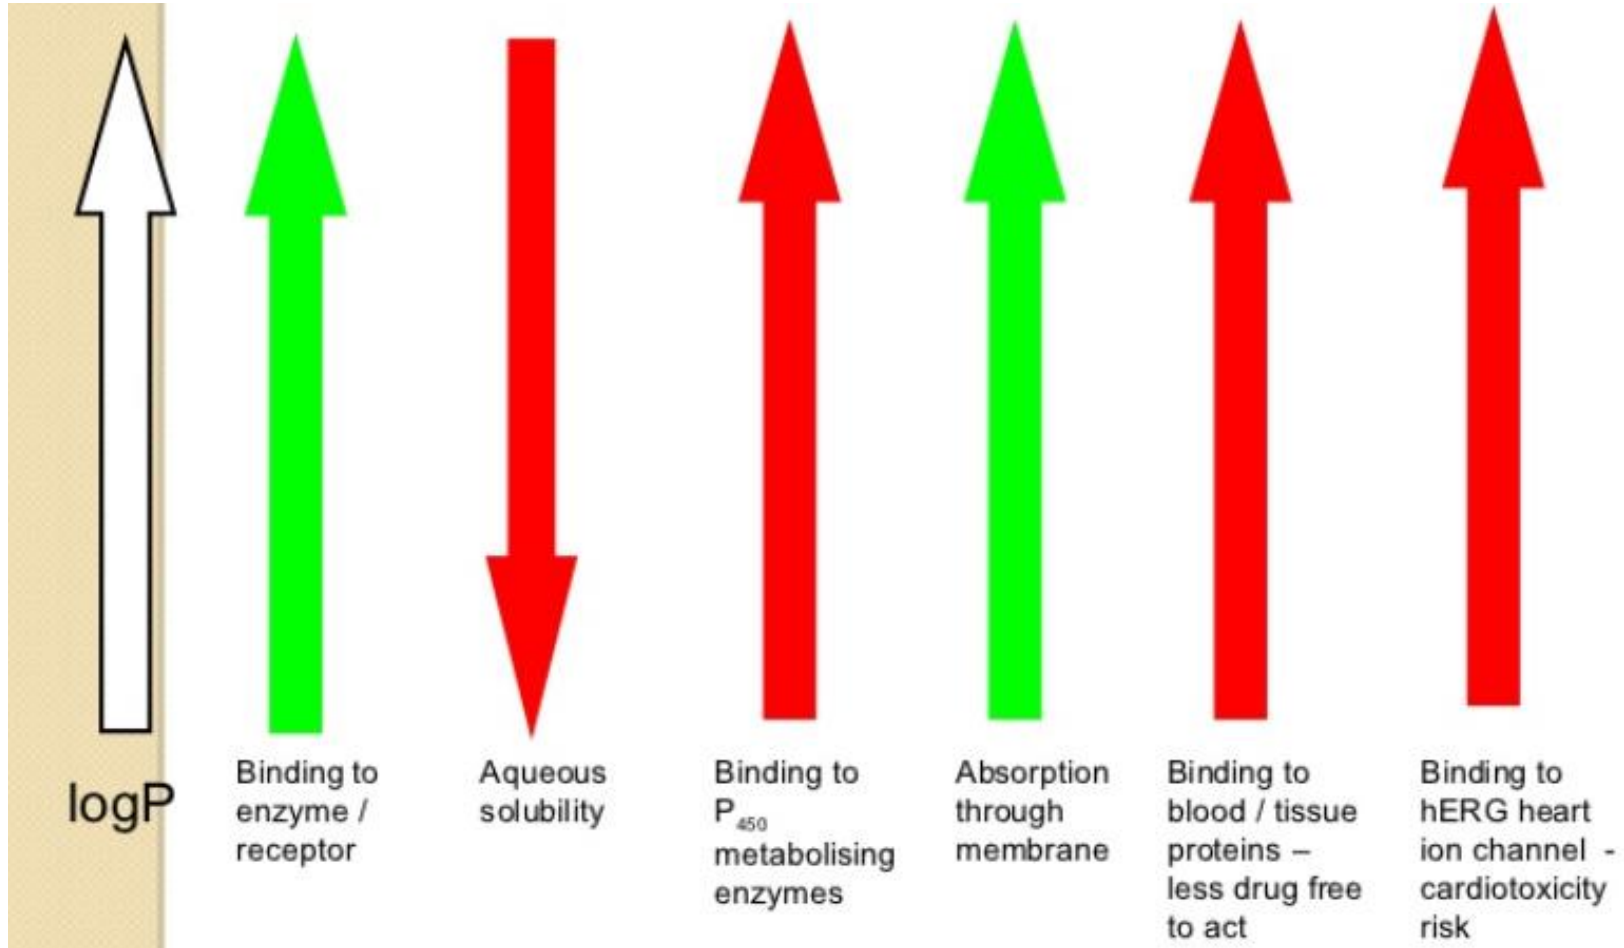 logP
Binding to
enzyme /
receptor
Aqueous
solubility
Binding to
P450
metabolising
enzymes
Absorption
through
membrane
Binding to
blood / tissue
proteins –
less drug free
to act
Binding to
hERG heart
ion channel -
cardiotoxicity
risk